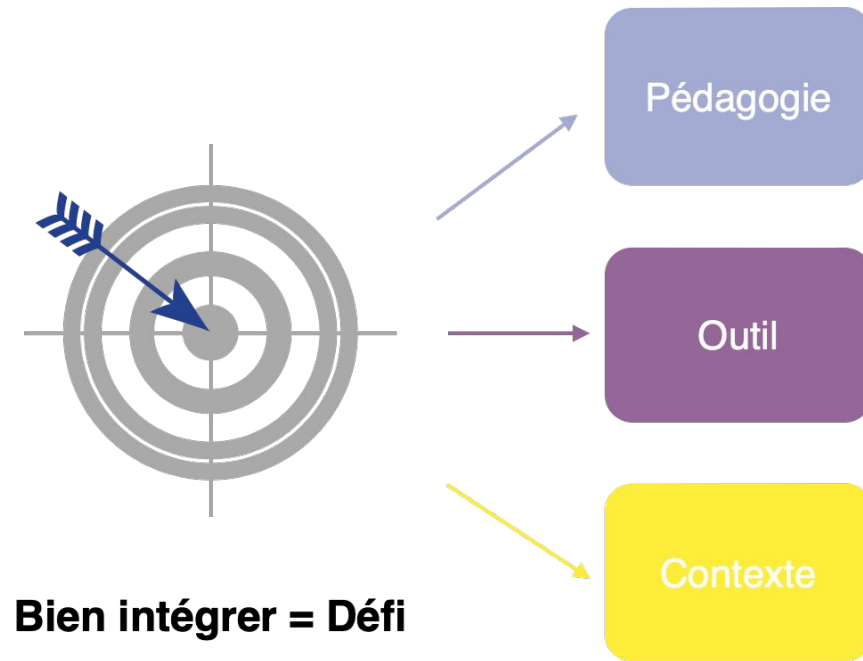 Pédagogie
Outil
Contexte
Bien intégrer = Défi